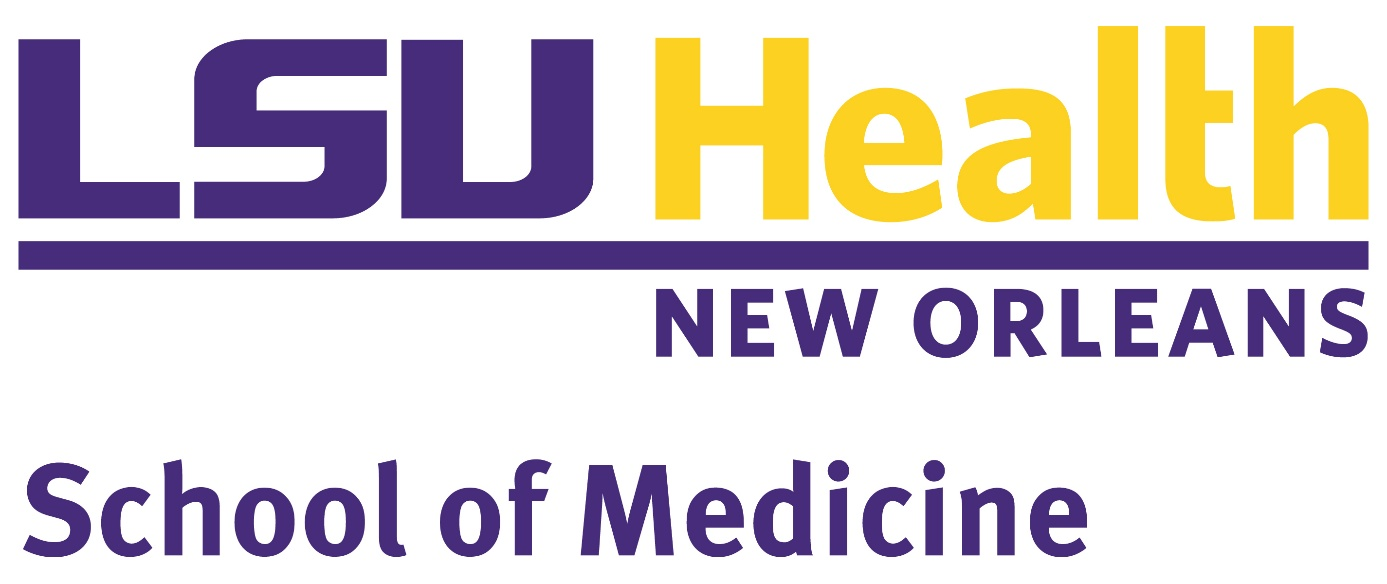 LSU Health
NEW ORLEANS
School of Medicine